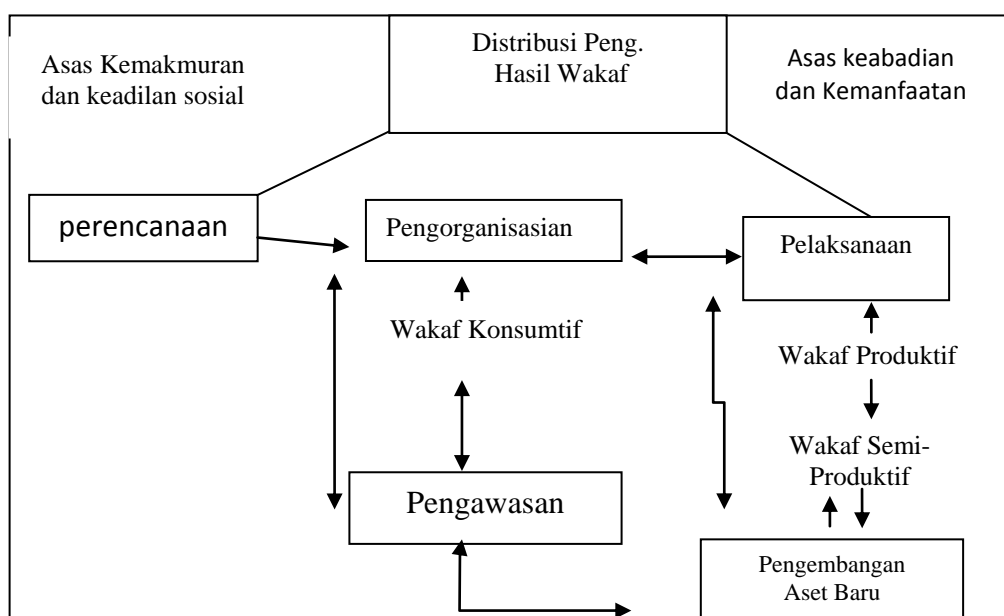 Asas Kemakmuran
dan keadilan sosial
Distribusi Peng.
Hasil Wakaf
Asas keabadian
dan Kemanfaatan
perencanaan
Pengorganisasian
Pelaksanaan
Wakaf Konsumtif
Wakaf Produktif
Wakaf Semi-
Produktif
Pengawasan
Pengembangan
Aset Baru